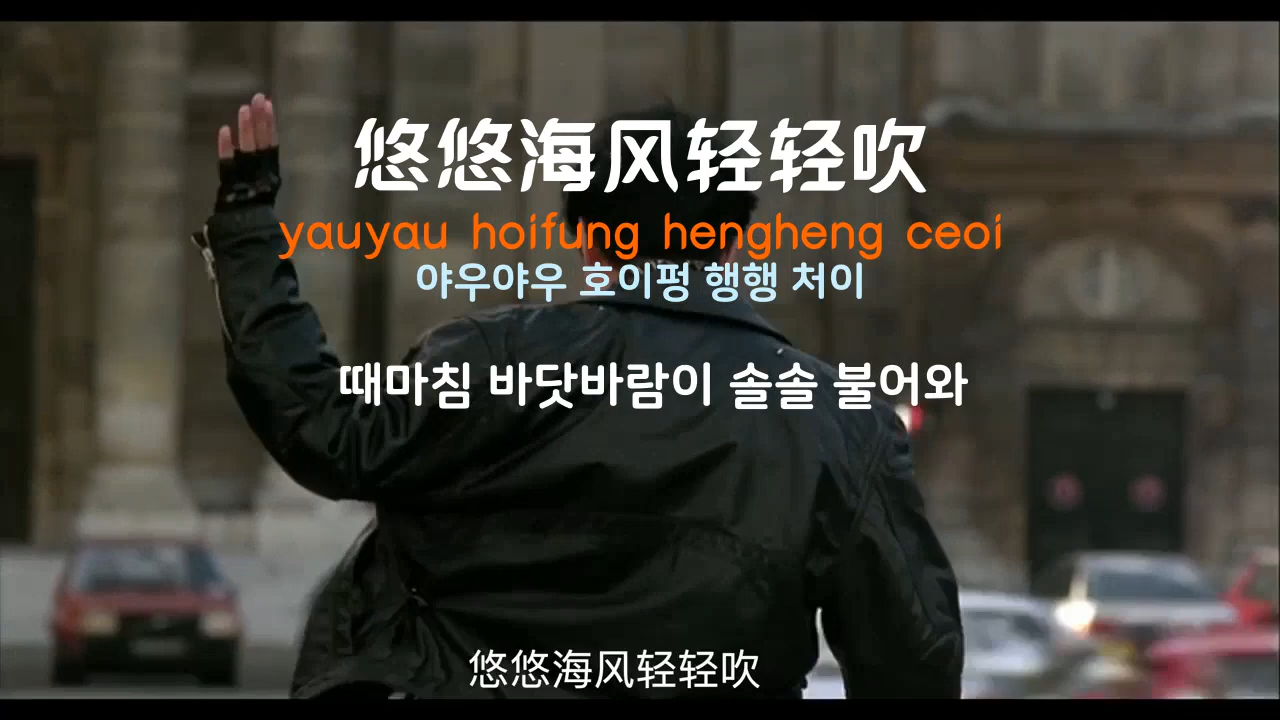 悠悠海风轻轻吹
yauyau hoifung hengheng ceoi
야우야우 호이펑 행행 처이
때마침 바닷바람이 솔솔 불어와
悠悠海风轻轻吹